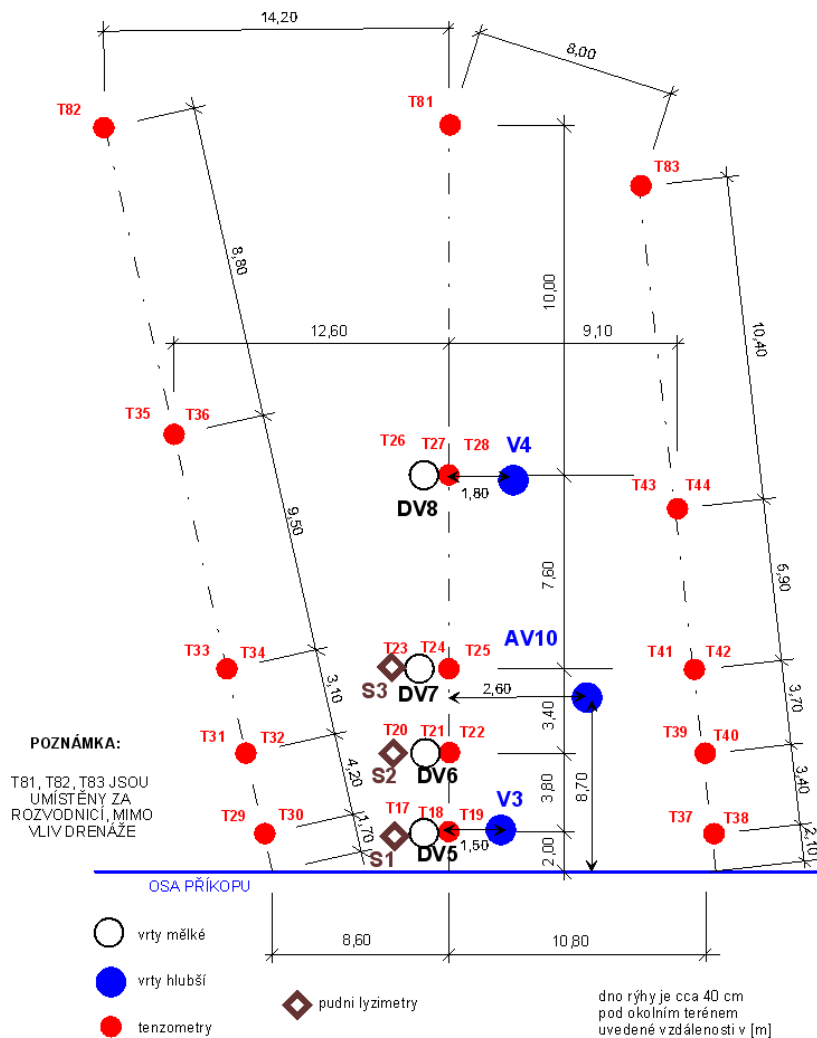 14,20
8,00
T82
T81
T83
8,80
10,00
10,40
12,60
9,10
T35 T36
T26 T27 T28 V4
1,80
DV8
T43 T44
9,50
7,60
5,90
T33 T34
T23 T24 T25
AV10
T41 T42
S3 DV7
2,60
3,10
3,40
3,70
POZNÁMKA:
T81, T82, T83 JSOU
UMÍSTĚNY ZA
ROZVODNICÍ, MIMO
VLIV DRENÁŽE
T31 T32
T20 T21 T22
T39 T40
S2 DV6
4,20
3,80
8,70
3,40
T29 T30
T17 T18 T19 V3
T37 T38
1,70
1,50
S1 DV5
2,00
2,10
OSA PŘÍKOPU
8,60
10,80
vrty mělké
vrty hlubší
tenzometry
pudni lyzimetry
dno rýhy je cca 40 cm
pod okolním terénem
uvedené vzdálenosti v [m]